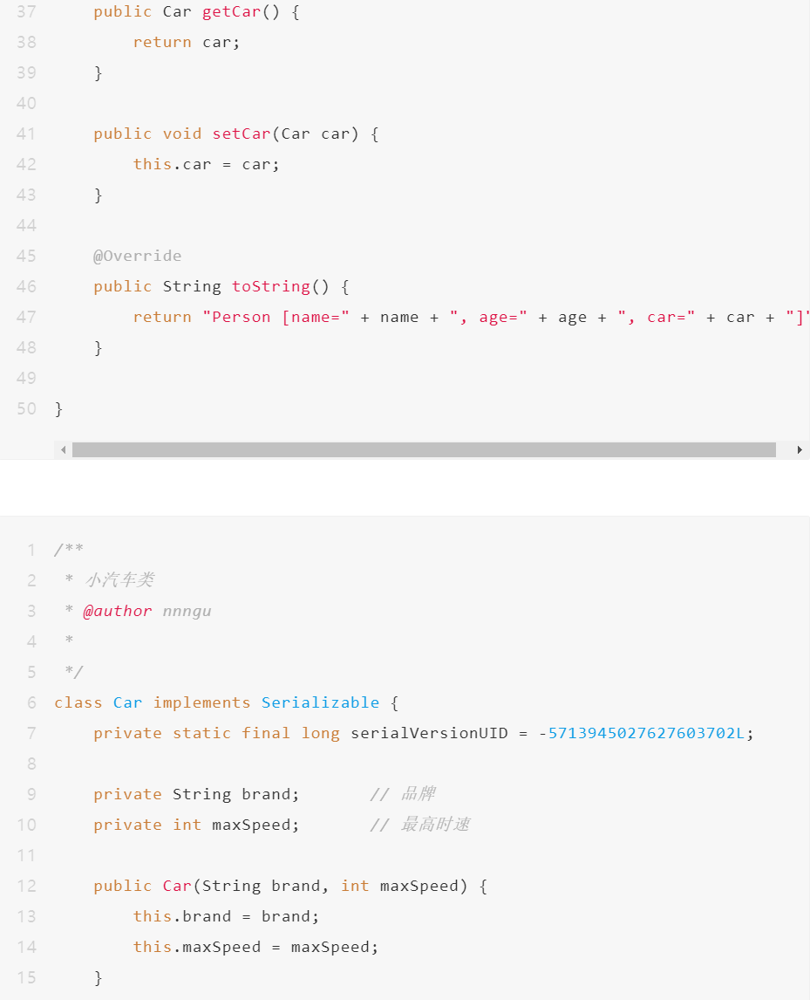 37 public Car getCar() {
38 return car;
39 }
40
41 public void setCar(Car car) {
42 this.car = car;
43 }
44
45 @Override
46 public String toString() {
47 return "Person [name=" + name + ", age=" + age + ", car=" + car + "]"
48 }
49
50 }
1 /**
2 * 小汽车类
3 * @author nnngu
4 *
5 */
6 class Car implements Serializable {
7 private static final long serialVersionUID = -5713945027627603702L;
8
9 private String brand; // 品牌
10 private int maxSpeed; // 最高时速
11
12 public Car(String brand, int maxSpeed) {
13 this.brand = brand;
14 this.maxSpeed = maxSpeed;
15 }